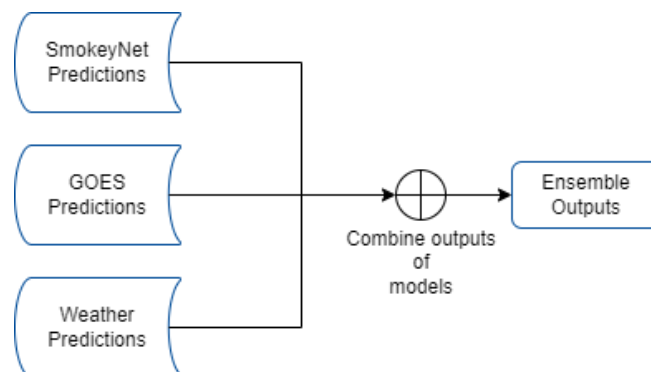 SmokeyNet
Predictions
GOES
Predictions
Weather
Predictions
Combine outputs
of
models
Ensemble
Outputs